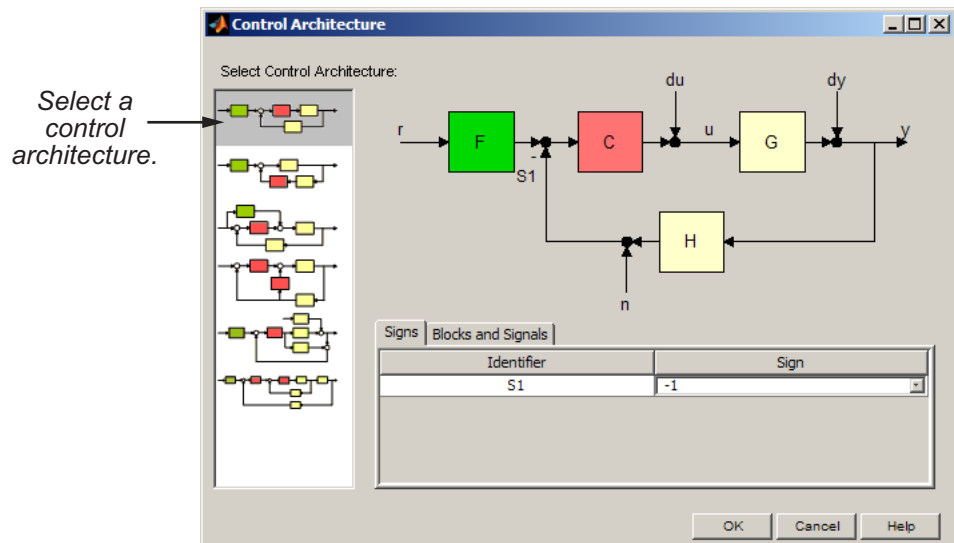 Control Architecture
Select Control Architecture:
Select a
control
architecture.
du
dy
r
F
C
u
G
y
-
S1
H
n
Signs
Blocks and Signals
Identifier
Sign
S1
-1
OK
Cancel
Help